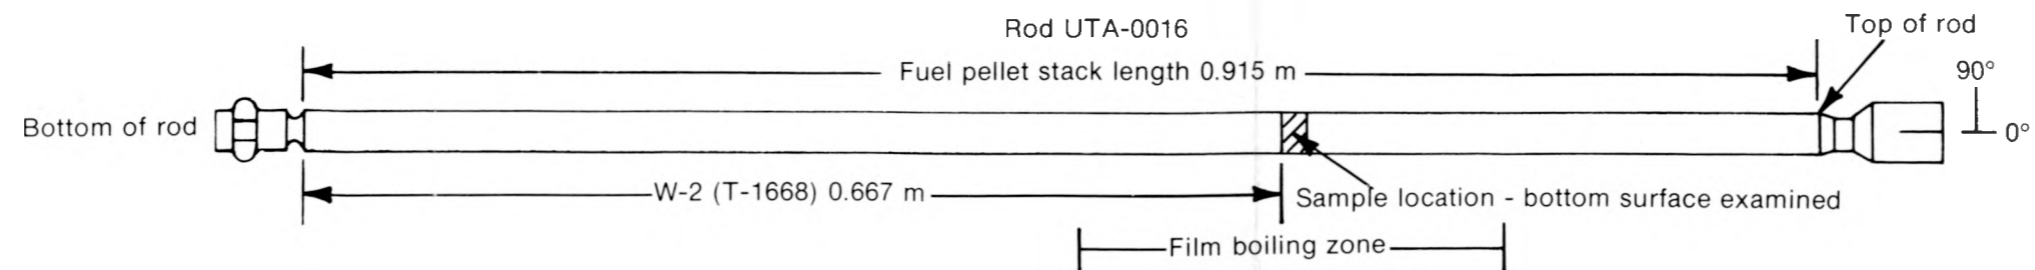 Rod UTA-0016
Top of rod
Fuel pellet stack length 0.915 m
90°
Bottom of rod
0°
W-2 (T-1668) 0.667 m
Sample location - bottom surface examined
Film boiling zone